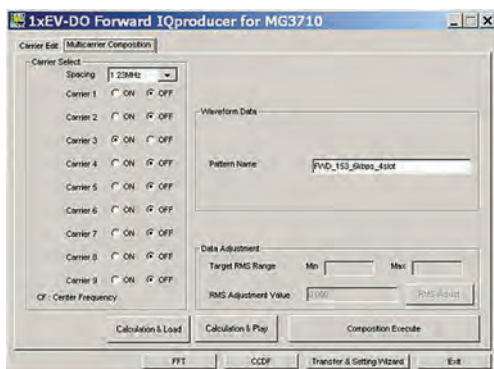 1xEV-DO Forward IQproducer for MG3710
Carrier Edit Multicarrier Composition
Carrier Select
Spacing 1.23MHz
Carrier 1 ON OFF
Carrier 2 ON OFF
Carrier 3 ON OFF
Carrier 4 ON OFF
Carrier 5 ON OFF
Carrier 6 ON OFF
Carrier 7 ON OFF
Carrier 8 ON OFF
Carrier 9 ON OFF
CF : Center Frequency
Waveform Data
Pattern Name FWD_153_6kbps_4slot
Data Adjustment
Target RMS Range Min Max
RMS Adjustment Value 0.000 RMS Adjust
Calculation & Load Calculation & Play Composition Execute
FFT CCDF Transfer & Setting Wizard Exit